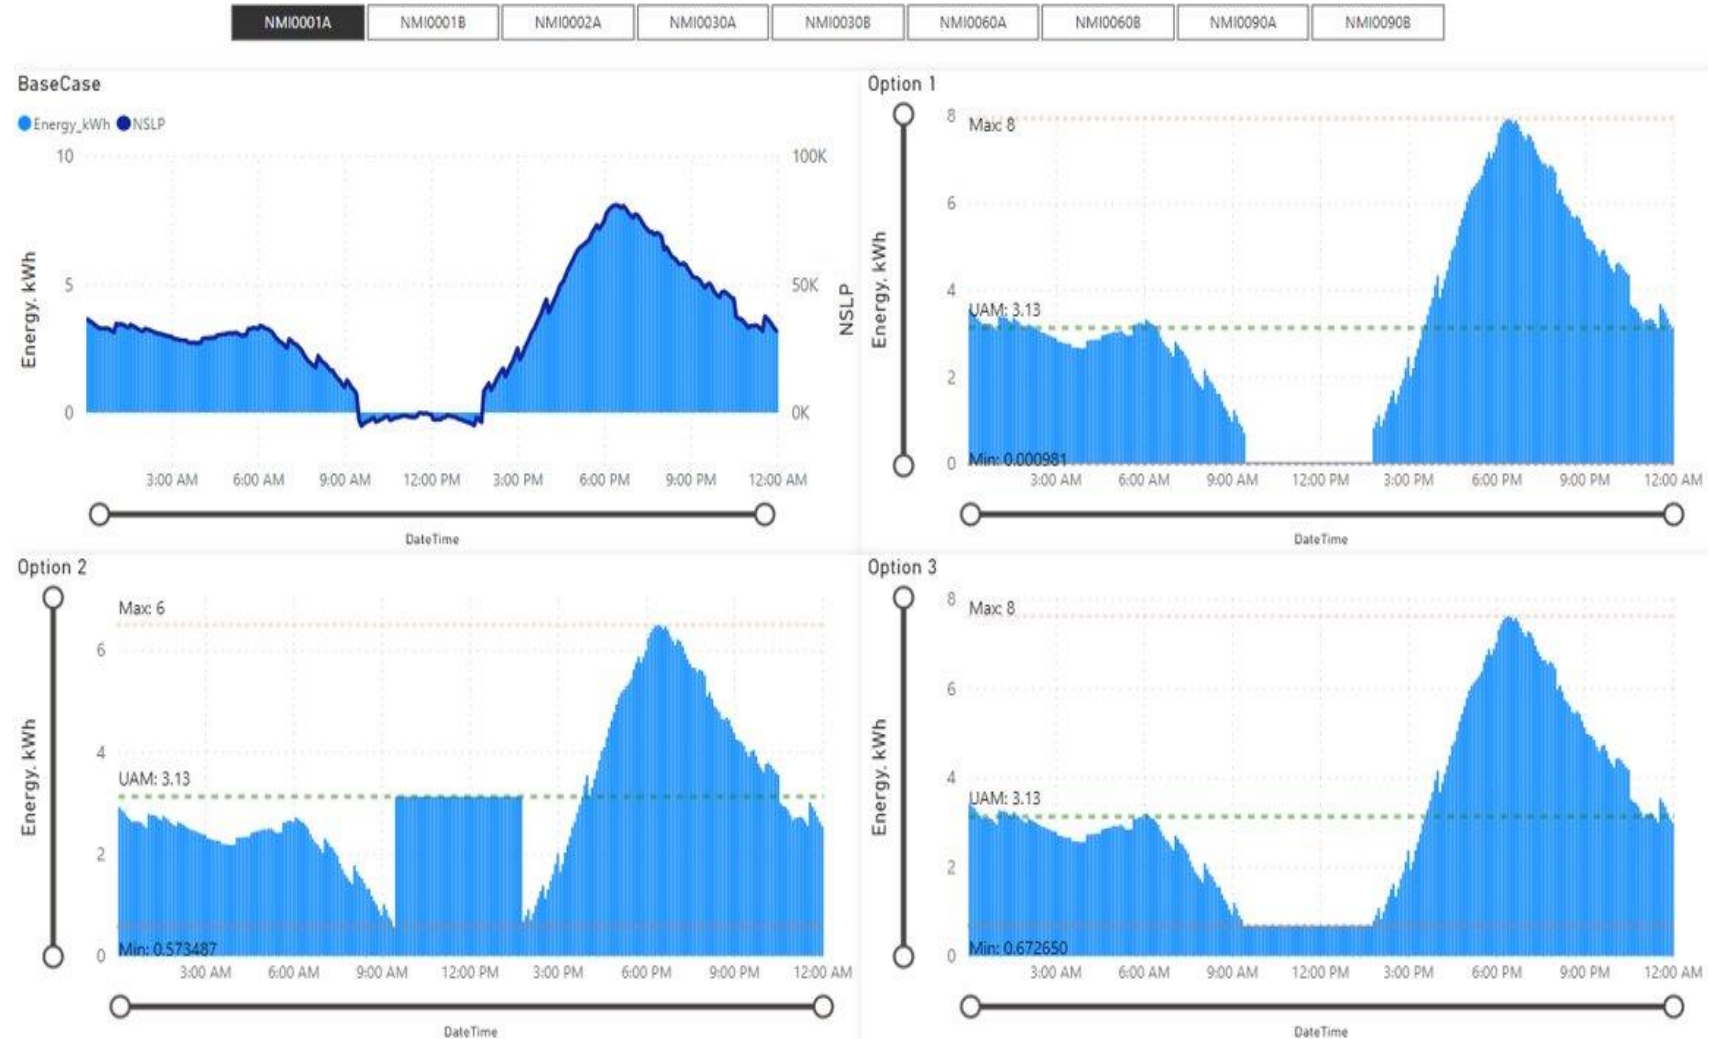 NMI0001A NMI0001B NMI0002A NMI0030A NMI0030B NMI0060A NMI0060B NMI0090A NMI0090B
BaseCase
Energy_kWh NSLP
10 100K
5 50K
0 0K
Energy. kWh
NSLP
3:00 AM 6:00 AM 9:00 AM 12:00 PM 3:00 PM 6:00 PM 9:00 PM 12:00 AM
DateTime
Option 1
8
Max: 8
6
4
UAM: 3.13
2
0
Min: 0.000981
Energy. kWh
3:00 AM 6:00 AM 9:00 AM 12:00 PM 3:00 PM 6:00 PM 9:00 PM 12:00 AM
DateTime
Option 2
Max: 6
6
4
UAM: 3.13
2
0
Min: 0.573487
Energy. kWh
3:00 AM 6:00 AM 9:00 AM 12:00 PM 3:00 PM 6:00 PM 9:00 PM 12:00 AM
DateTime
Option 3
8
Max: 8
6
4
UAM: 3.13
2
0
Min: 0.672650
Energy. kWh
3:00 AM 6:00 AM 9:00 AM 12:00 PM 3:00 PM 6:00 PM 9:00 PM 12:00 AM
DateTime